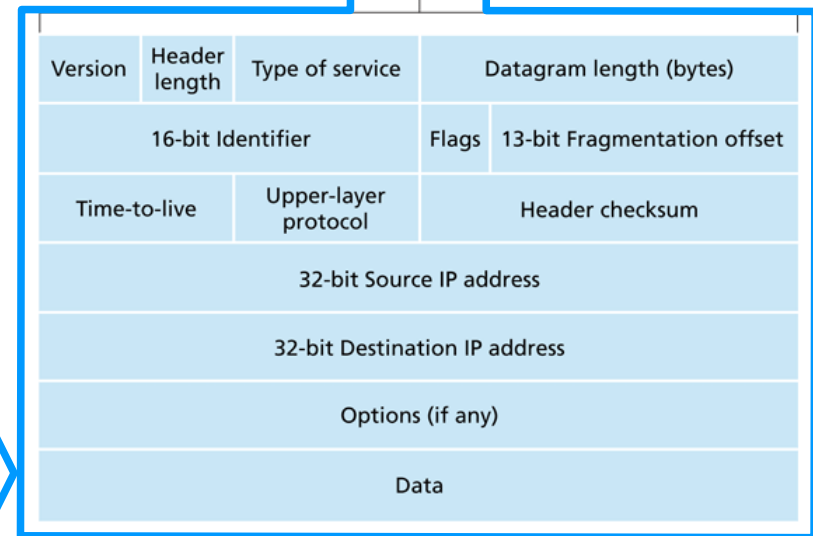 Version Header length Type of service Datagram length (bytes)
16-bit Identifier Flags 13-bit Fragmentation offset
Time-to-live Upper-layer protocol Header checksum
32-bit Source IP address
32-bit Destination IP address
Options (if any)
Data